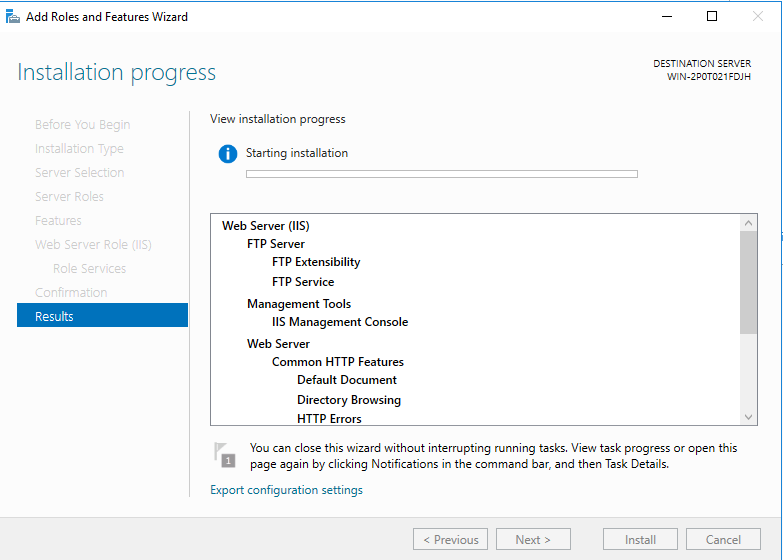 Add Roles and Features Wizard
Installation progress
DESTINATION SERVER
WIN-2P0T021FDJH
Before You Begin
Installation Type
Server Selection
Server Roles
Features
Web Server Role (IIS)
Role Services
Confirmation
Results
View installation progress
Starting installation
Web Server (IIS)
FTP Server
FTP Extensibility
FTP Service
Management Tools
IIS Management Console
Web Server
Common HTTP Features
Default Document
Directory Browsing
HTTP Errors
1
You can close this wizard without interrupting running tasks. View task progress or open this
page again by clicking Notifications in the command bar, and then Task Details.
Export configuration settings
< Previous
Next >
Install
Cancel